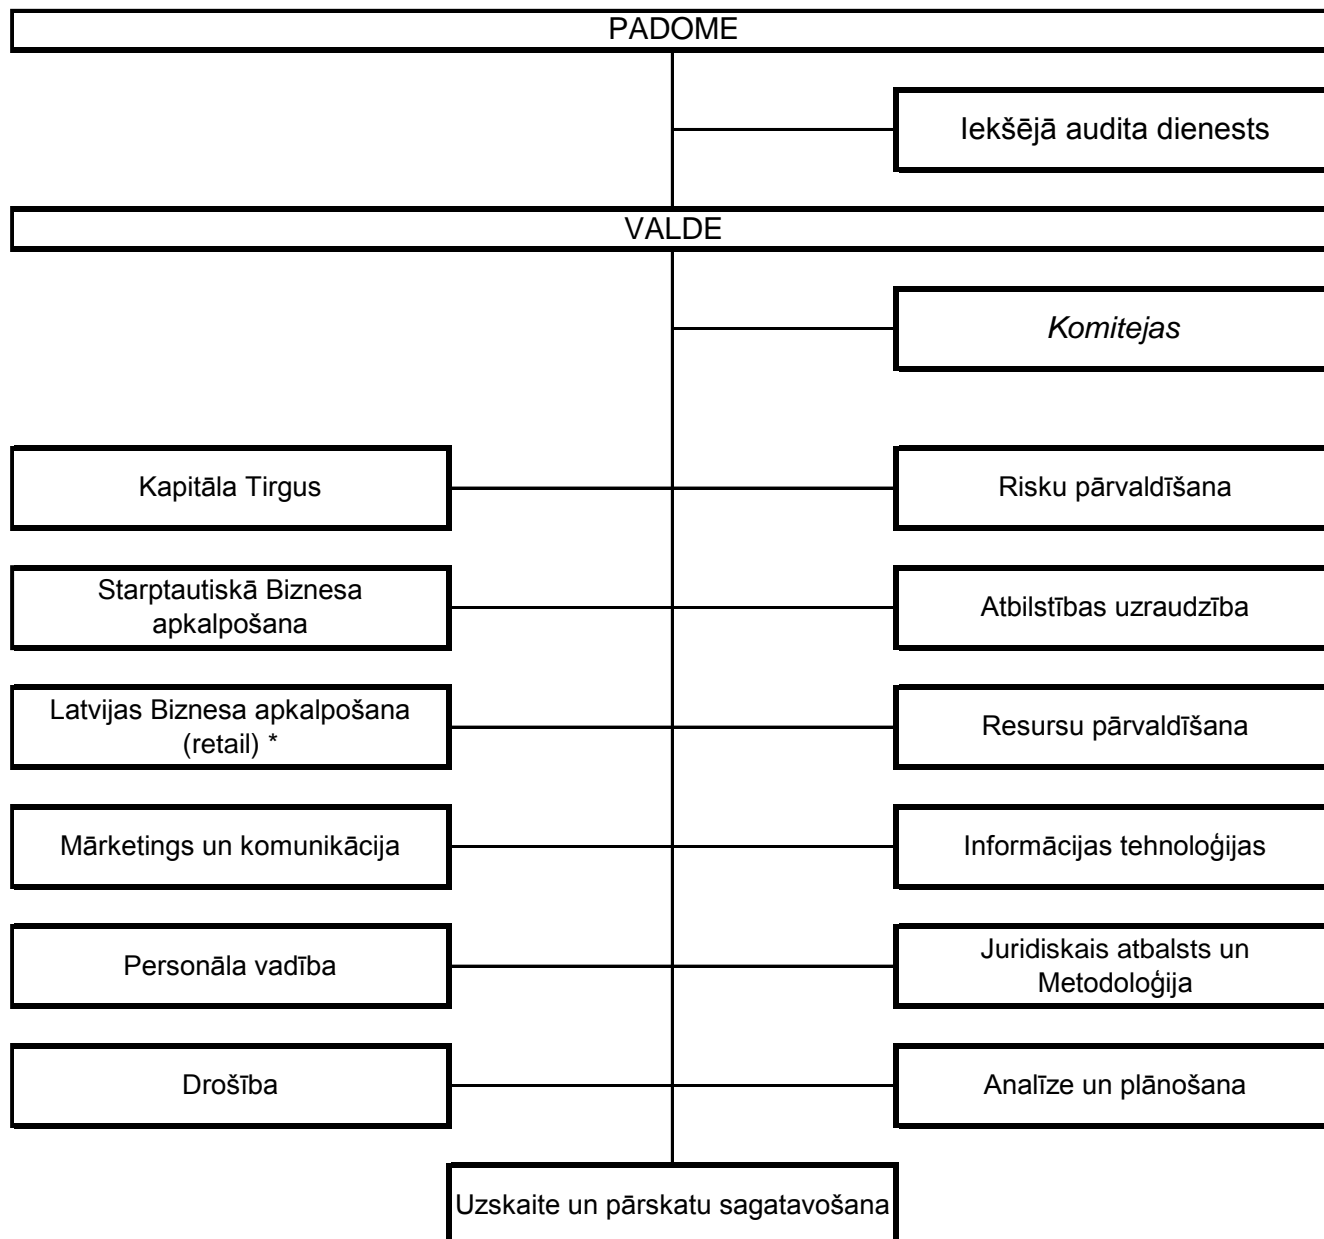 PADOME
Iekšējā audita dienests
VALDE
Komitejas
Kapitāla Tirgus
Risku pārvaldīšana
Starptautiskā Biznesa
apkalpošana
Atbilstības uzraudzība
Latvijas Biznesa apkalpošana
(retail) *
Resursu pārvaldīšana
Mārketings un komunikācija
Informācijas tehnoloģijas
Personāla vadība
Juridiskais atbalsts un
Metodoloģija
Drošība
Analīze un plānošana
Uzskaite un pārskatu sagatavošana